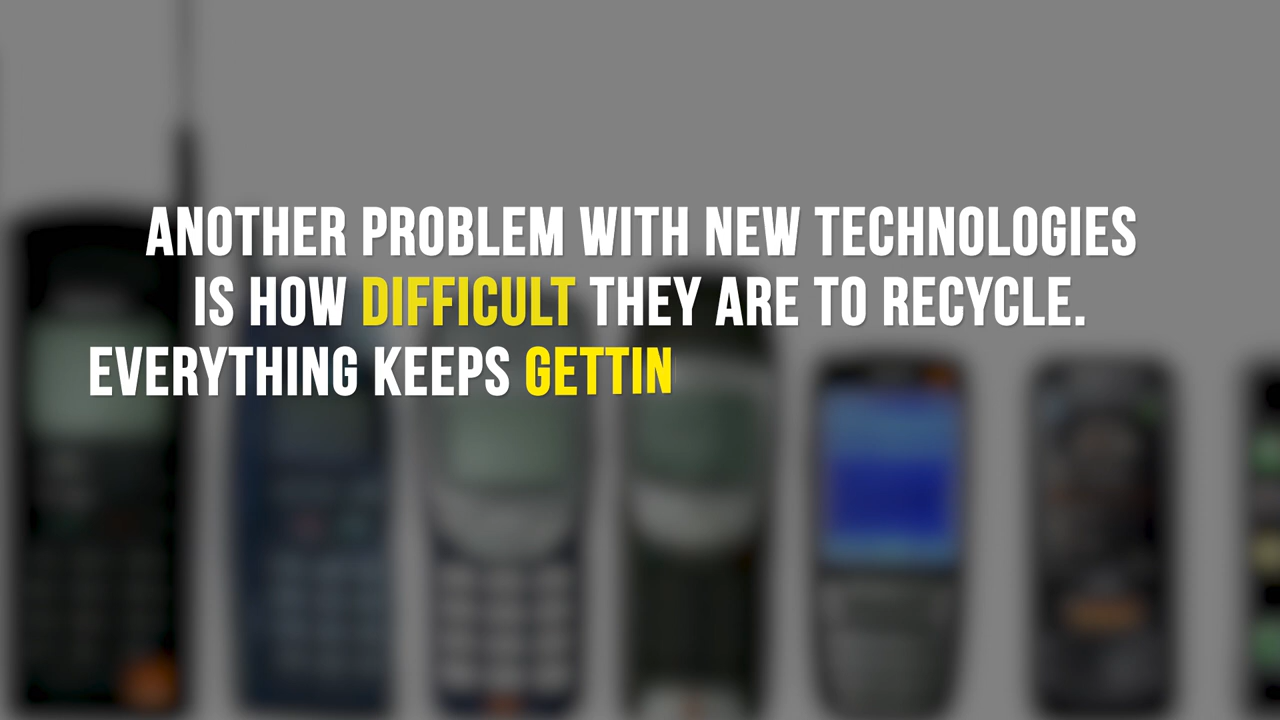 ANOTHER PROBLEM WITH NEW TECHNOLOGIES
IS HOW DIFFICULT THEY ARE TO RECYCLE.
EVERYTHING KEEPS GETTIN